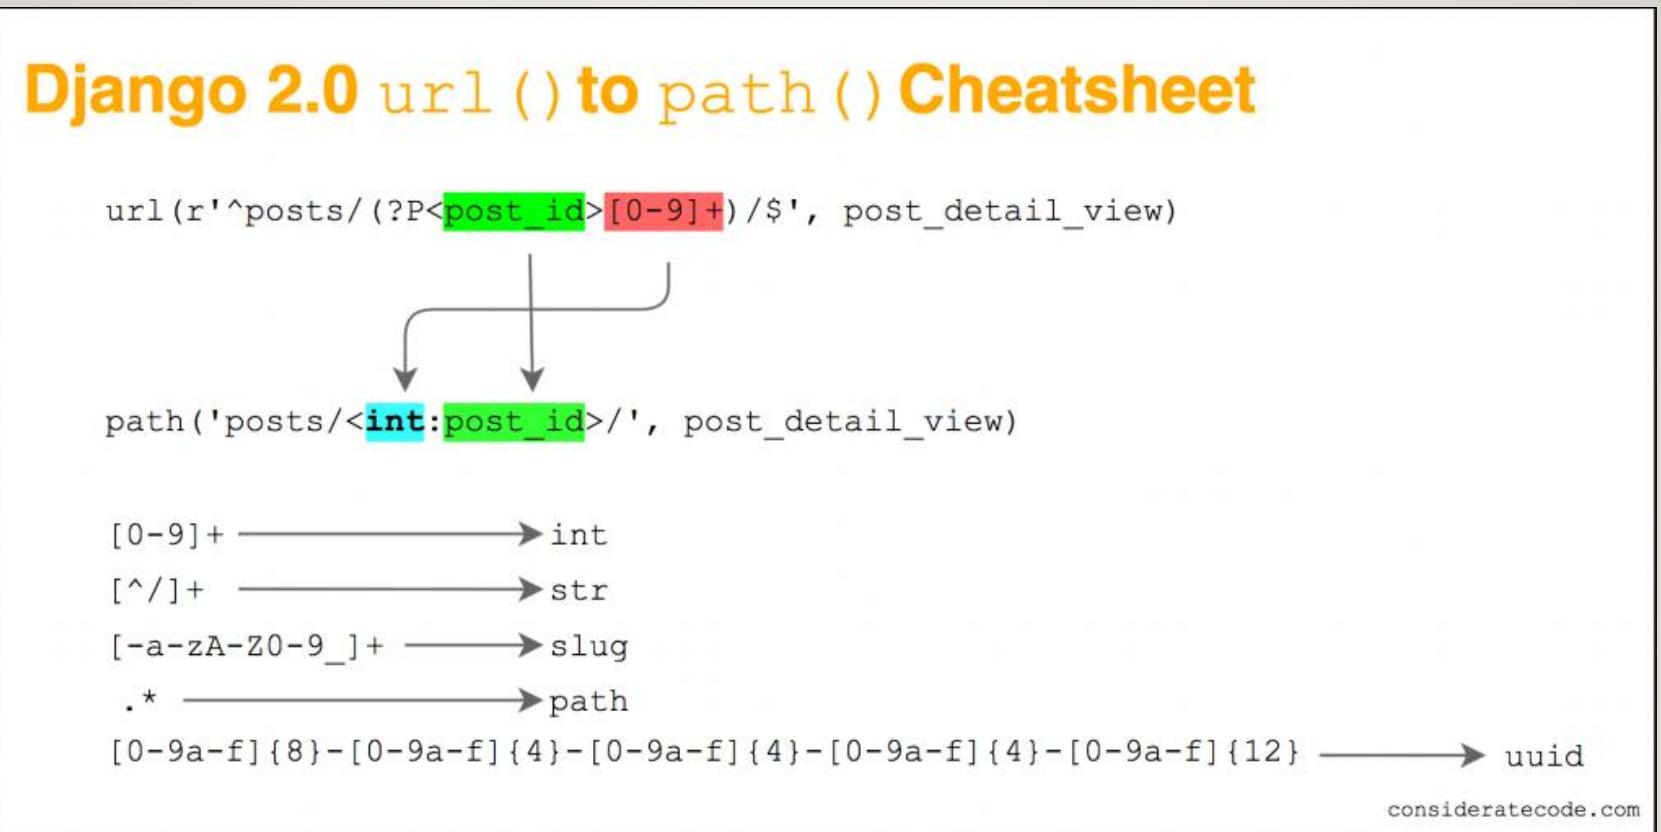 Django 2.0 url() to path() Cheatsheet
url(r'^posts/(?P<post_id>[0-9]+)/$', post_detail_view)
path('posts/<int:post_id>/', post_detail_view)
[0-9]+ int
[^/]+ str
[-a-zA-Z0-9_]+ slug
.* path
[0-9a-f]{8}-[0-9a-f]{4}-[0-9a-f]{4}-[0-9a-f]{4}-[0-9a-f]{12} uuid
consideratecode.com